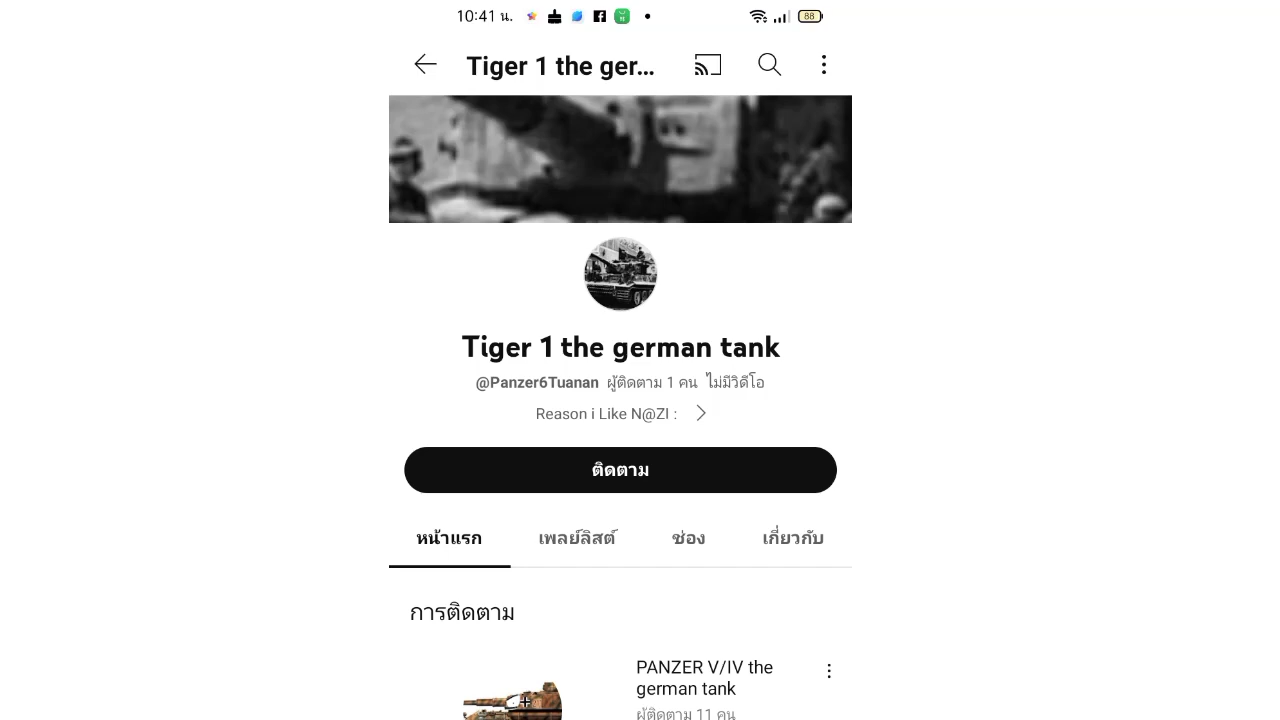 10:41 น.
88
Tiger 1 the ger...
Tiger 1 the german tank
@Panzer6Tuanan ผู้ติดตาม 1 คน ไม่มีวิดีโอ
Reason i Like N@ZI :
ติดตาม
หน้าแรก เพลย์ลิสต์ ช่อง เกี่ยวกับ
การติดตาม
PANZER V/IV the
german tank
ผู้ติดตาม 11 คน